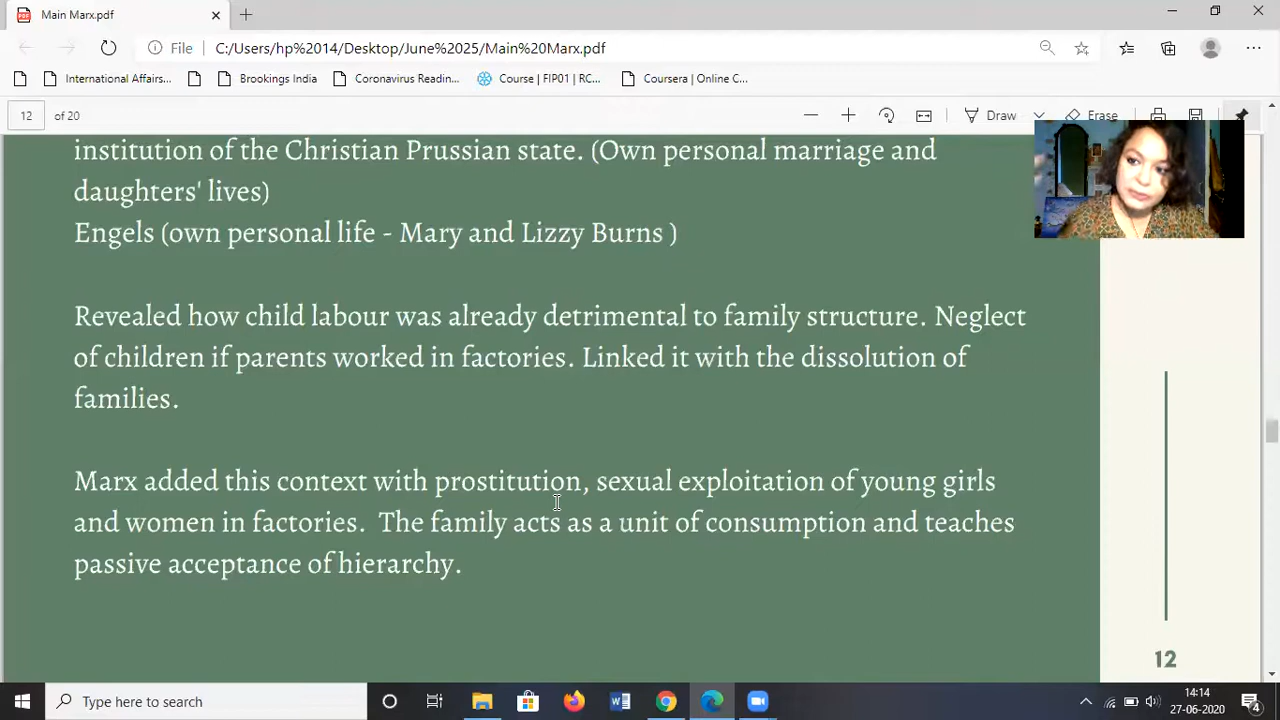 Main Marx.pdf
File C:/Users/hp%2014/Desktop/June%2025/Main%20Marx.pdf
International Affairs... Brookings India Coronavirus Readin... Course | FIP01 | RC... Coursera | Online C...
12 of 20 Draw Erase
institution of the Christian Prussian state. (Own personal marriage and
daughters' lives)
Engels (own personal life - Mary and Lizzy Burns )
Revealed how child labour was already detrimental to family structure. Neglect
of children if parents worked in factories. Linked it with the dissolution of
families.
Marx added this context with prostitution, sexual exploitation of young girls
and women in factories. The family acts as a unit of consumption and teaches
passive acceptance of hierarchy.
12
Type here to search
14:14
27-06-2020
4